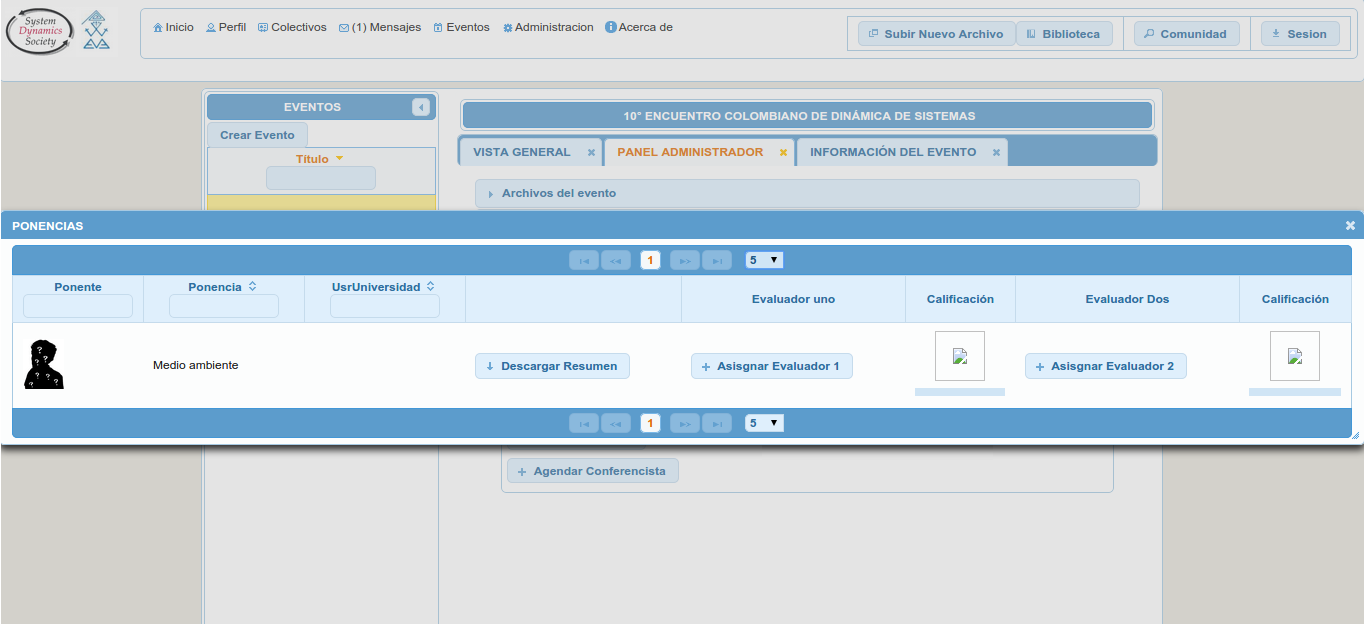 System
Dynamics
Society
Inicio Perfil Colectivos (1) Mensajes Eventos Administracion Acerca de
Subir Nuevo Archivo Biblioteca Comunidad Sesion
EVENTOS
Crear Evento
Título
10° ENCUENTRO COLOMBIANO DE DINÁMICA DE SISTEMAS
VISTA GENERAL PANEL ADMINISTRADOR INFORMACIÓN DEL EVENTO
Archivos del evento
PONENCIAS
1 5
Ponente Ponencia UsrUniversidad Evaluador uno Calificación Evaluador Dos Calificación
Medio ambiente Descargar Resumen Asisgnar Evaluador 1 Asisgnar Evaluador 2
1 5
Agendar Conferencista